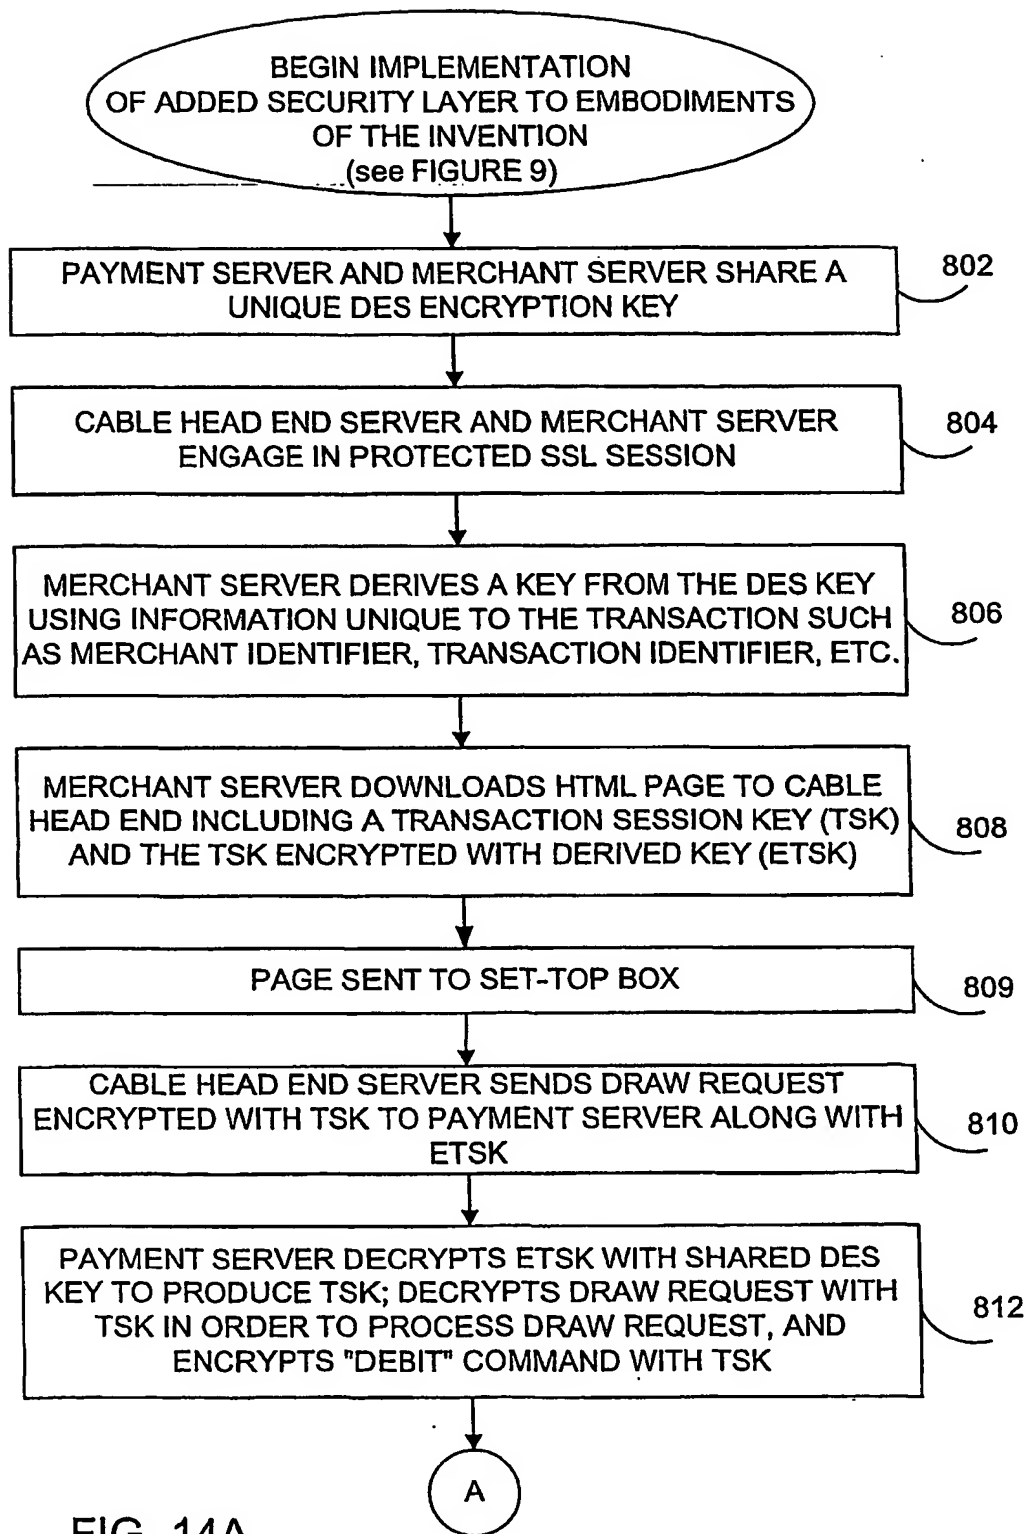 BEGIN IMPLEMENTATION
OF ADDED SECURITY LAYER TO EMBODIMENTS
OF THE INVENTION
(see FIGURE 9)
PAYMENT SERVER AND MERCHANT SERVER SHARE A
UNIQUE DES ENCRYPTION KEY
802
CABLE HEAD END SERVER AND MERCHANT SERVER
ENGAGE IN PROTECTED SSL SESSION
804
MERCHANT SERVER DERIVES A KEY FROM THE DES KEY
USING INFORMATION UNIQUE TO THE TRANSACTION SUCH
AS MERCHANT IDENTIFIER, TRANSACTION IDENTIFIER, ETC.
806
MERCHANT SERVER DOWNLOADS HTML PAGE TO CABLE
HEAD END INCLUDING A TRANSACTION SESSION KEY (TSK)
AND THE TSK ENCRYPTED WITH DERIVED KEY (ETSK)
808
PAGE SENT TO SET-TOP BOX
809
CABLE HEAD END SERVER SENDS DRAW REQUEST
ENCRYPTED WITH TSK TO PAYMENT SERVER ALONG WITH
ETSK
810
PAYMENT SERVER DECRYPTS ETSK WITH SHARED DES
KEY TO PRODUCE TSK; DECRYPTS DRAW REQUEST WITH
TSK IN ORDER TO PROCESS DRAW REQUEST, AND
ENCRYPTS "DEBIT" COMMAND WITH TSK
812
A
FIG. 14A